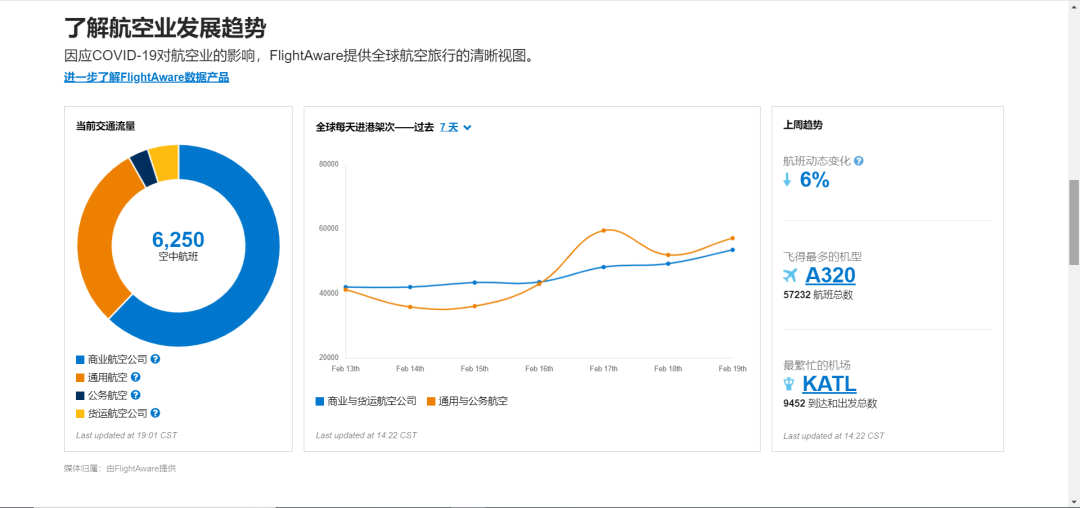 了解航空业发展趋势
因应COVID-19对航空业的影响，FlightAware提供全球航空旅行的清晰视图。
进一步了解FlightAware数据产品
当前交通流量
6,250
空中航班
商业航空公司
通用航空
公务航空
货运航空公司
Last updated at 19:01 CST
全球每天进港架次——过去 7 天
80000
60000
40000
20000
Feb 13th Feb 14th Feb 15th Feb 16th Feb 17th Feb 18th Feb 19th
商业与货运航空公司 通用与公务航空
Last updated at 14:22 CST
上周趋势
航班动态变化
6%
飞得最多的机型
A320
57232 航班总数
最繁忙的机场
KATL
9452 到达和出发总数
Last updated at 14:22 CST
媒体归属：由FlightAware提供